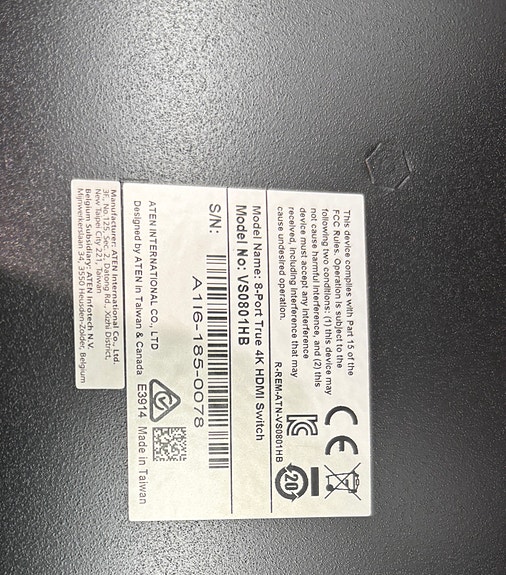 This device complies with Part 15 of the
FCC Rules. Operation is subject to the
following two conditions: (1) this device may
not cause harmful interference, and (2) this
device must accept any interference
received, including interference that may
cause undesired operation.
R-REM-ATN-VS0801HB
20
Model Name: 8-Port True 4K HDMI Switch
Model No: VS0801HB
S/N:
A1I6-185-0078
ATEN INTERNATIONAL CO., LTD
Designed by ATEN in Taiwan & Canada
E3914
Made in Taiwan
Manufacturer: ATEN International Co., Ltd.
3F, No.125, Sec. 2, Datong Rd., Xizhi District,
New Taipei City 221, Taiwan
Belgium Subsidiary: ATEN Infotech N.V.
Mijnwerkerslaan 34, 3550 Heusden-Zolder, Belgium